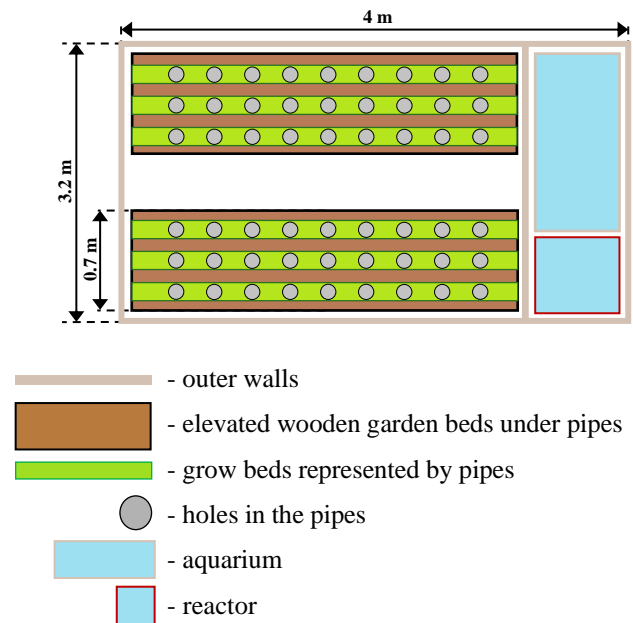 4 m
3.2 m
0.7 m
- outer walls
- elevated wooden garden beds under pipes
- grow beds represented by pipes
- holes in the pipes
- aquarium
- reactor